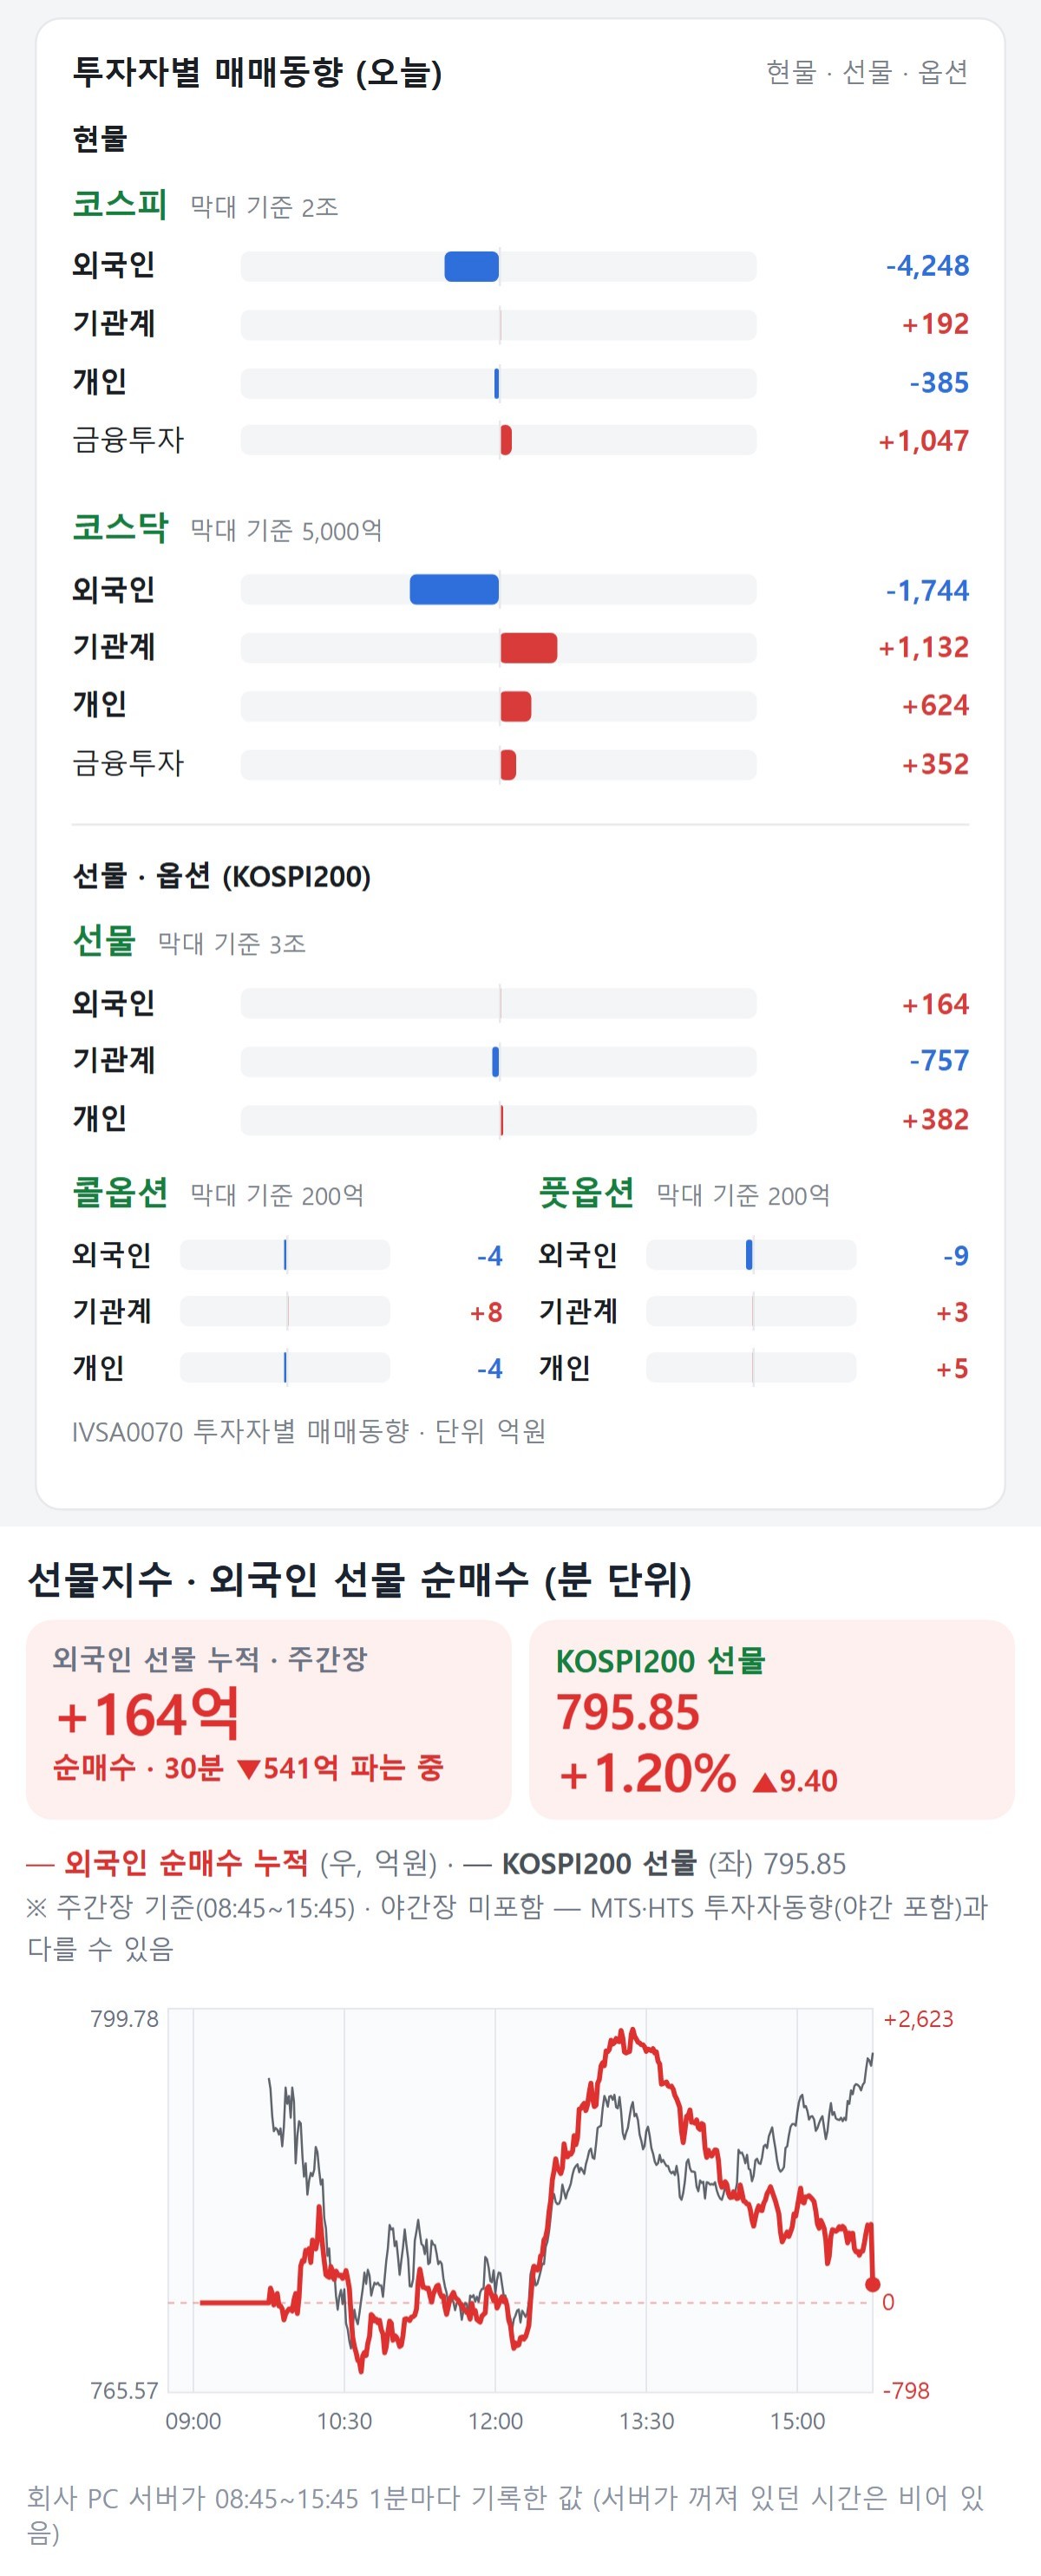 투자자별 매매동향 (오늘) 현물 · 선물 · 옵션
현물
코스피 막대 기준 2조
외국인 -4,248
기관계 +192
개인 -385
금융투자 +1,047
코스닥 막대 기준 5,000억
외국인 -1,744
기관계 +1,132
개인 +624
금융투자 +352
선물 · 옵션 (KOSPI200)
선물 막대 기준 3조
외국인 +164
기관계 -757
개인 +382
콜옵션 막대 기준 200억 풋옵션 막대 기준 200억
외국인 -4 외국인 -9
기관계 +8 기관계 +3
개인 -4 개인 +5
IVSA0070 투자자별 매매동향 · 단위 억원
선물지수 · 외국인 선물 순매수 (분 단위)
외국인 선물 누적 · 주간장
+164억
순매수 · 30분 ▼541억 파는 중
KOSPI200 선물
795.85
+1.20% ▲9.40
— 외국인 순매수 누적 (우, 억원) · — KOSPI200 선물 (좌) 795.85
※ 주간장 기준(08:45~15:45) · 야간장 미포함 — MTS·HTS 투자자동향(야간 포함)과
다를 수 있음
799.78 +2,623
0
765.57 -798
09:00 10:30 12:00 13:30 15:00
회사 PC 서버가 08:45~15:45 1분마다 기록한 값 (서버가 꺼져 있던 시간은 비어 있
음)